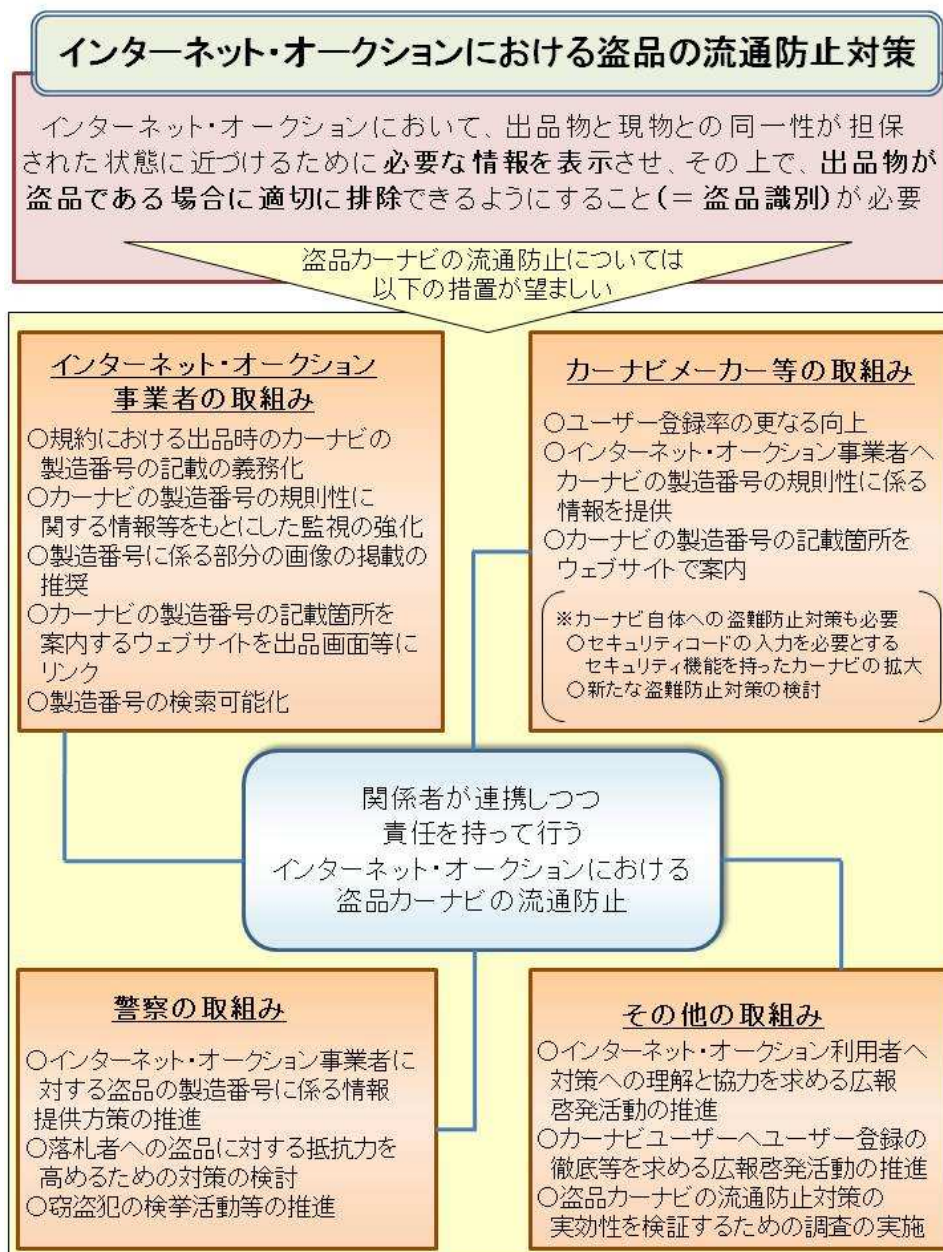 インターネット・オークションにおける盗品の流通防止対策
インターネット・オークションにおいて、出品物と現物との同一性が担保
された状態に近づけるために必要な情報を表示させ、その上で、出品物が
盗品である場合に適切に排除できるようにすること(＝盗品識別)が必要
盗品カーナビの流通防止については
以下の措置が望ましい
インターネット・オークション
事業者の取組み
○規約における出品時のカーナビの
製造番号の記載の義務化
○カーナビの製造番号の規則性に
関する情報等をもとにした監視の強化
○製造番号に係る部分の画像の掲載の
推奨
○カーナビの製造番号の記載箇所を
案内するウェブサイトを出品画面等に
リンク
○製造番号の検索可能化
カーナビメーカー等の取組み
○ユーザー登録率の更なる向上
○インターネット・オークション事業者へ
カーナビの製造番号の規則性に係る
情報を提供
○カーナビの製造番号の記載箇所を
ウェブサイトで案内
※カーナビ自体への盗難防止対策も必要
○セキュリティコードの入力を必要とする
セキュリティ機能を持ったカーナビの拡大
○新たな盗難防止対策の検討
関係者が連携しつつ
責任を持って行う
インターネット・オークションにおける
盗品カーナビの流通防止
警察の取組み
○インターネット・オークション事業者に
対する盗品の製造番号に係る情報
提供方策の推進
○落札者への盗品に対する抵抗力を
高めるための対策の検討
○窃盗犯の検挙活動等の推進
その他の取組み
○インターネット・オークション利用者へ
対策への理解と協力を求める広報
啓発活動の推進
○カーナビユーザーへユーザー登録の
徹底等を求める広報啓発活動の推進
○盗品カーナビの流通防止対策の
実効性を検証するための調査の実施